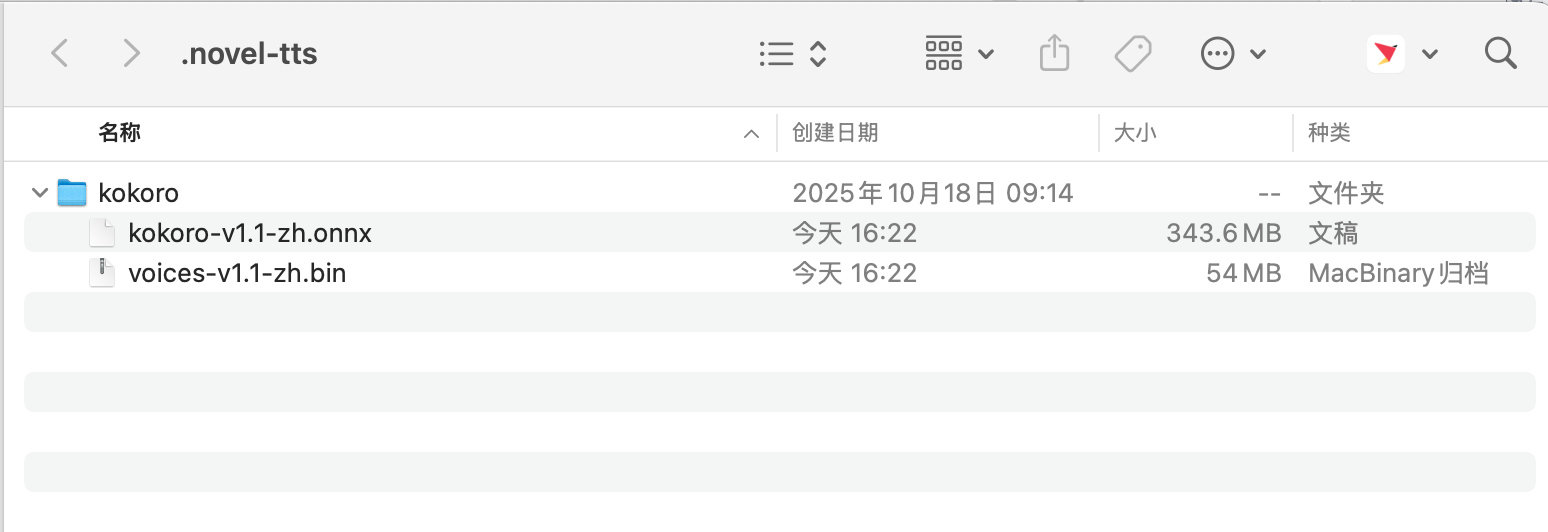 .novel-tts
名称 创建日期 大小 种类
kokoro 2025年10月18日 09:14 -- 文件夹
kokoro-v1.1-zh.onnx 今天 16:22 343.6 MB 文稿
voices-v1.1-zh.bin 今天 16:22 54 MB MacBinary归档